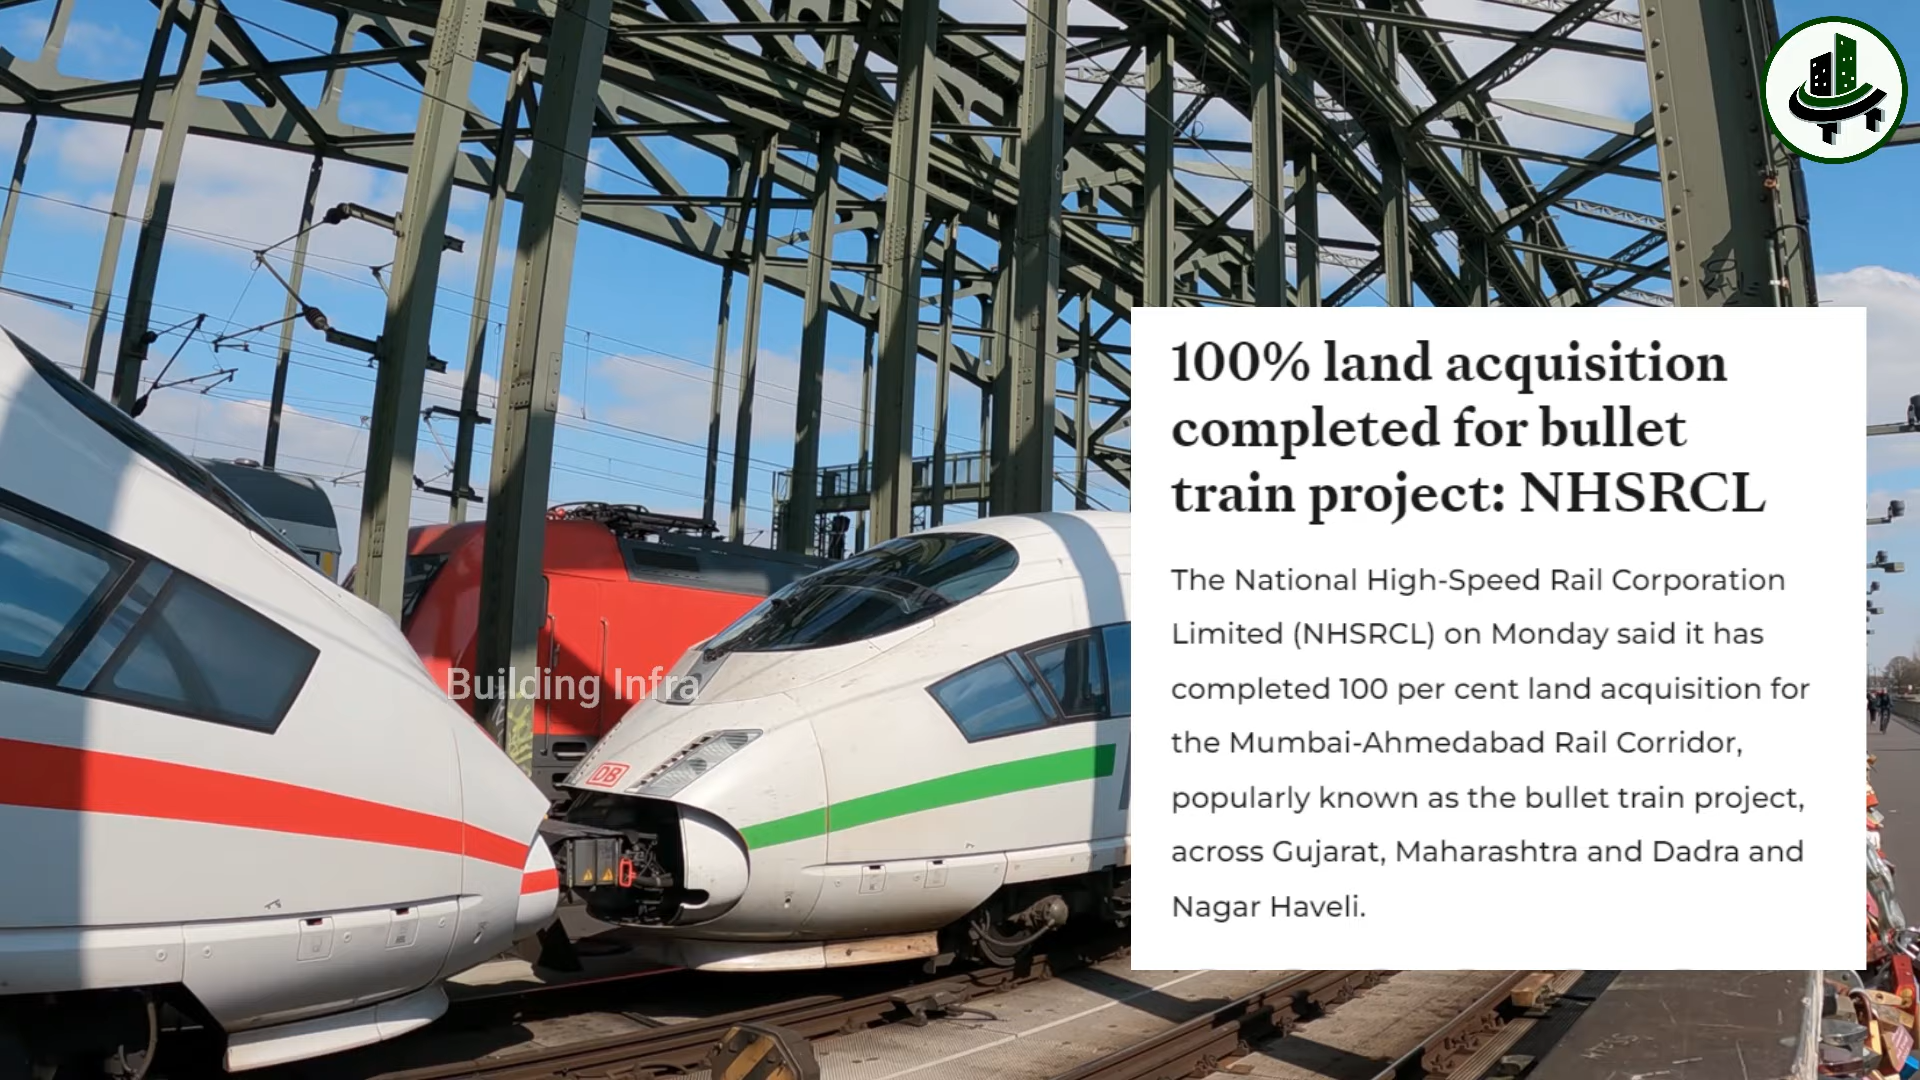 100% land acquisition
completed for bullet
train project: NHSRCL
The National High-Speed Rail Corporation
Limited (NHSRCL) on Monday said it has
completed 100 per cent land acquisition for
the Mumbai-Ahmedabad Rail Corridor,
popularly known as the bullet train project,
across Gujarat, Maharashtra and Dadra and
Nagar Haveli.
Building Infra
DB